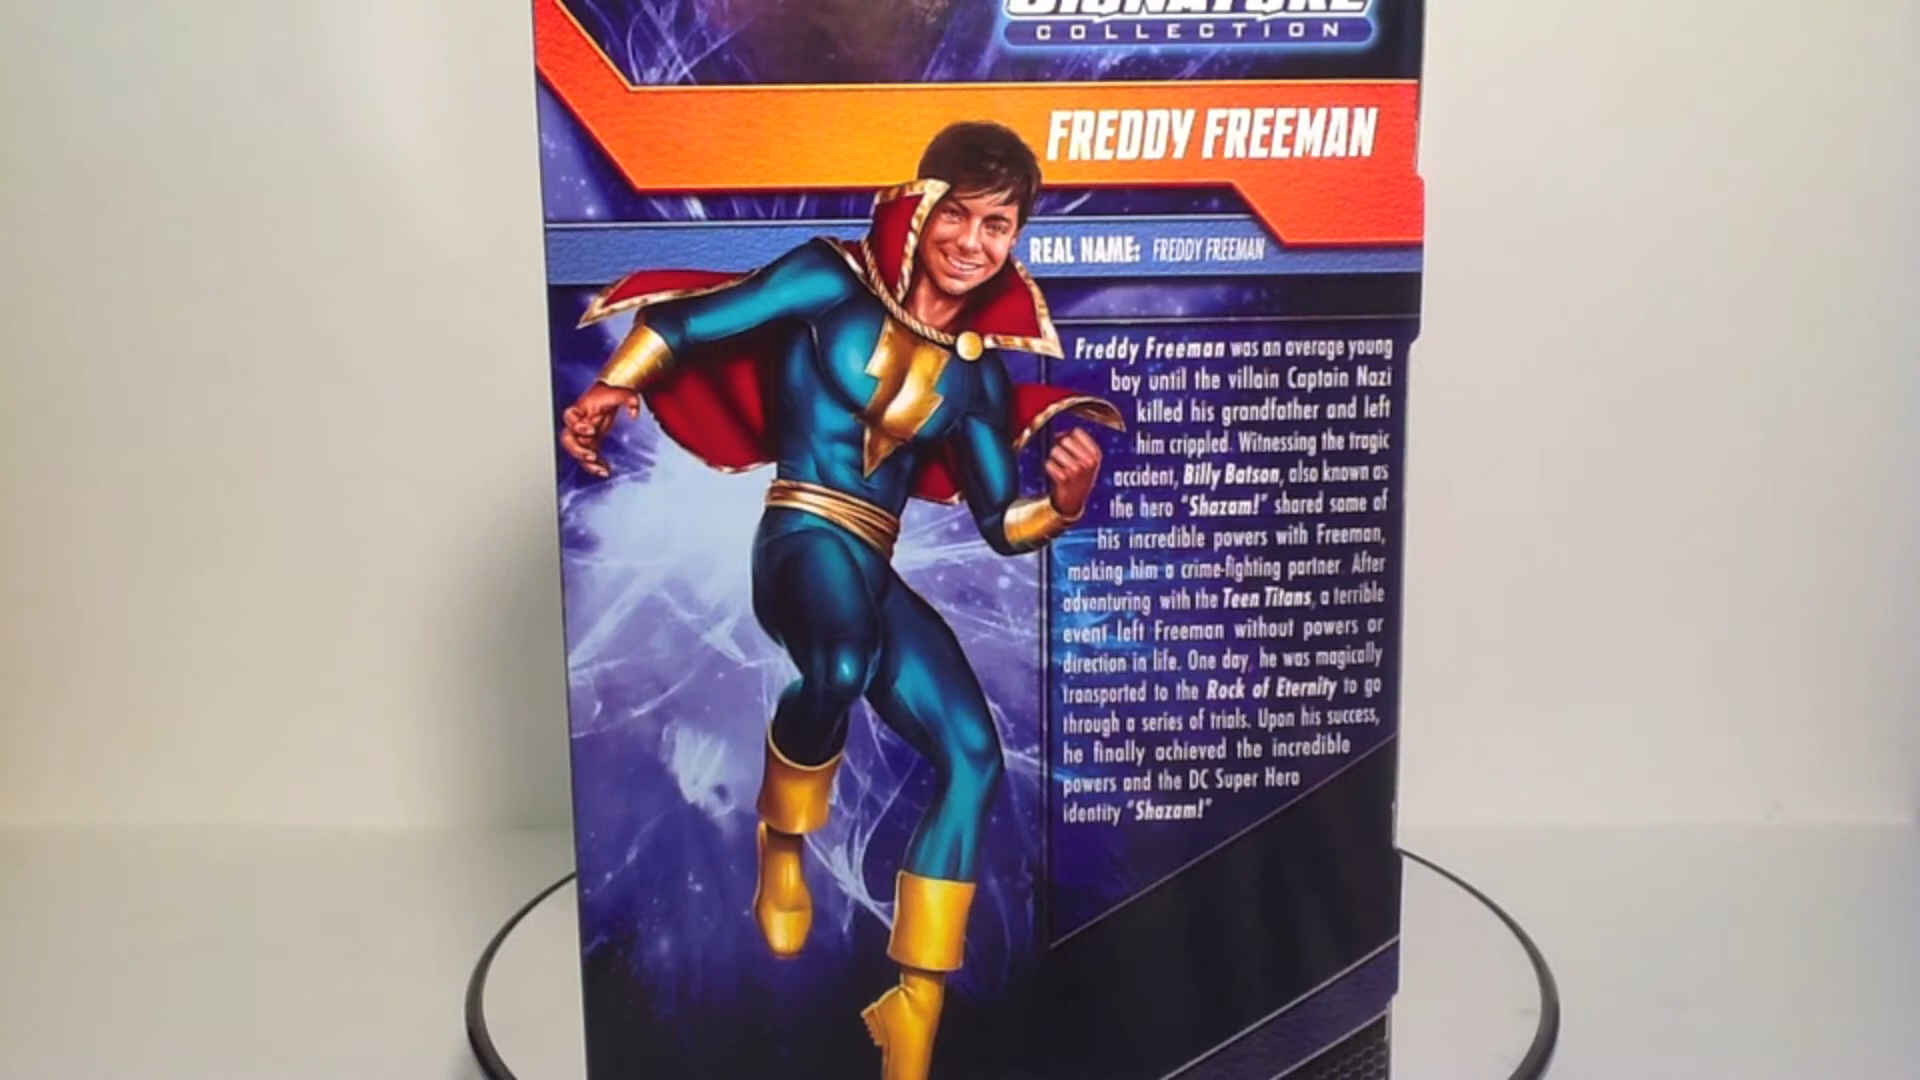 SIGNATURE
COLLECTION
FREDDY FREEMAN
REAL NAME: FREDDY FREEMAN
Freddy Freeman was an average young
boy until the villain Captain Nazi
killed his grandfather and left
him crippled. Witnessing the tragic
accident, Billy Batson, also known as
the hero "Shazam!" shared some of
his incredible powers with Freeman,
making him a crime-fighting partner. After
adventuring with the Teen Titans, a terrible
event left Freeman without powers or
direction in life. One day, he was magically
transported to the Rock of Eternity to go
through a series of trials. Upon his success,
he finally achieved the incredible
powers and the DC Super Hero
identity "Shazam!"